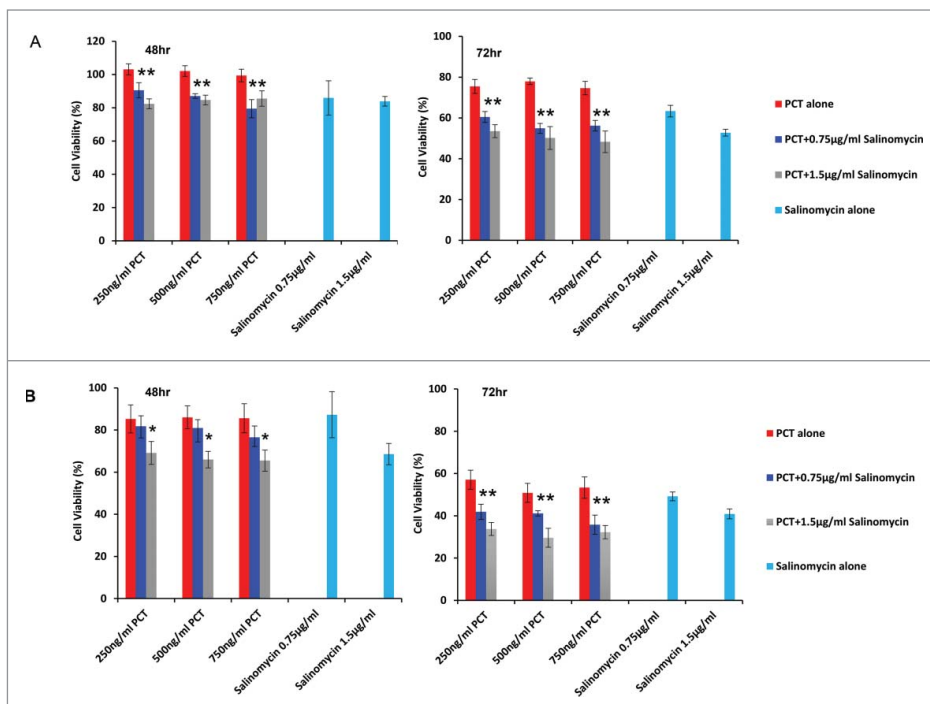 A
48hr
Cell Viability (%)
120
100
80
60
40
20
0
**
**
**
250ng/ml PCT
500ng/ml PCT
750ng/ml PCT
Salinomycin 0.75µg/ml
Salinomycin 1.5µg/ml
72hr
Cell Viability (%)
100
80
60
40
20
0
**
**
**
250ng/ml PCT
500ng/ml PCT
750ng/ml PCT
Salinomycin 0.75µg/ml
Salinomycin 1.5µg/ml
PCT alone
PCT+0.75µg/ml Salinomycin
PCT+1.5µg/ml Salinomycin
Salinomycin alone
B
48hr
Cell Viability (%)
100
80
60
40
20
0
*
*
*
250ng/ml PCT
500ng/ml PCT
750ng/ml PCT
Salinomycin 0.75µg/ml
Salinomycin 1.5µg/ml
72hr
Cell Viability (%)
100
80
60
40
20
0
**
**
**
250ng/ml PCT
500ng/ml PCT
750ng/ml PCT
Salinomycin 0.75µg/ml
Salinomycin 1.5µg/ml
PCT alone
PCT+0.75µg/ml Salinomycin
PCT+1.5µg/ml Salinomycin
Salinomycin alone